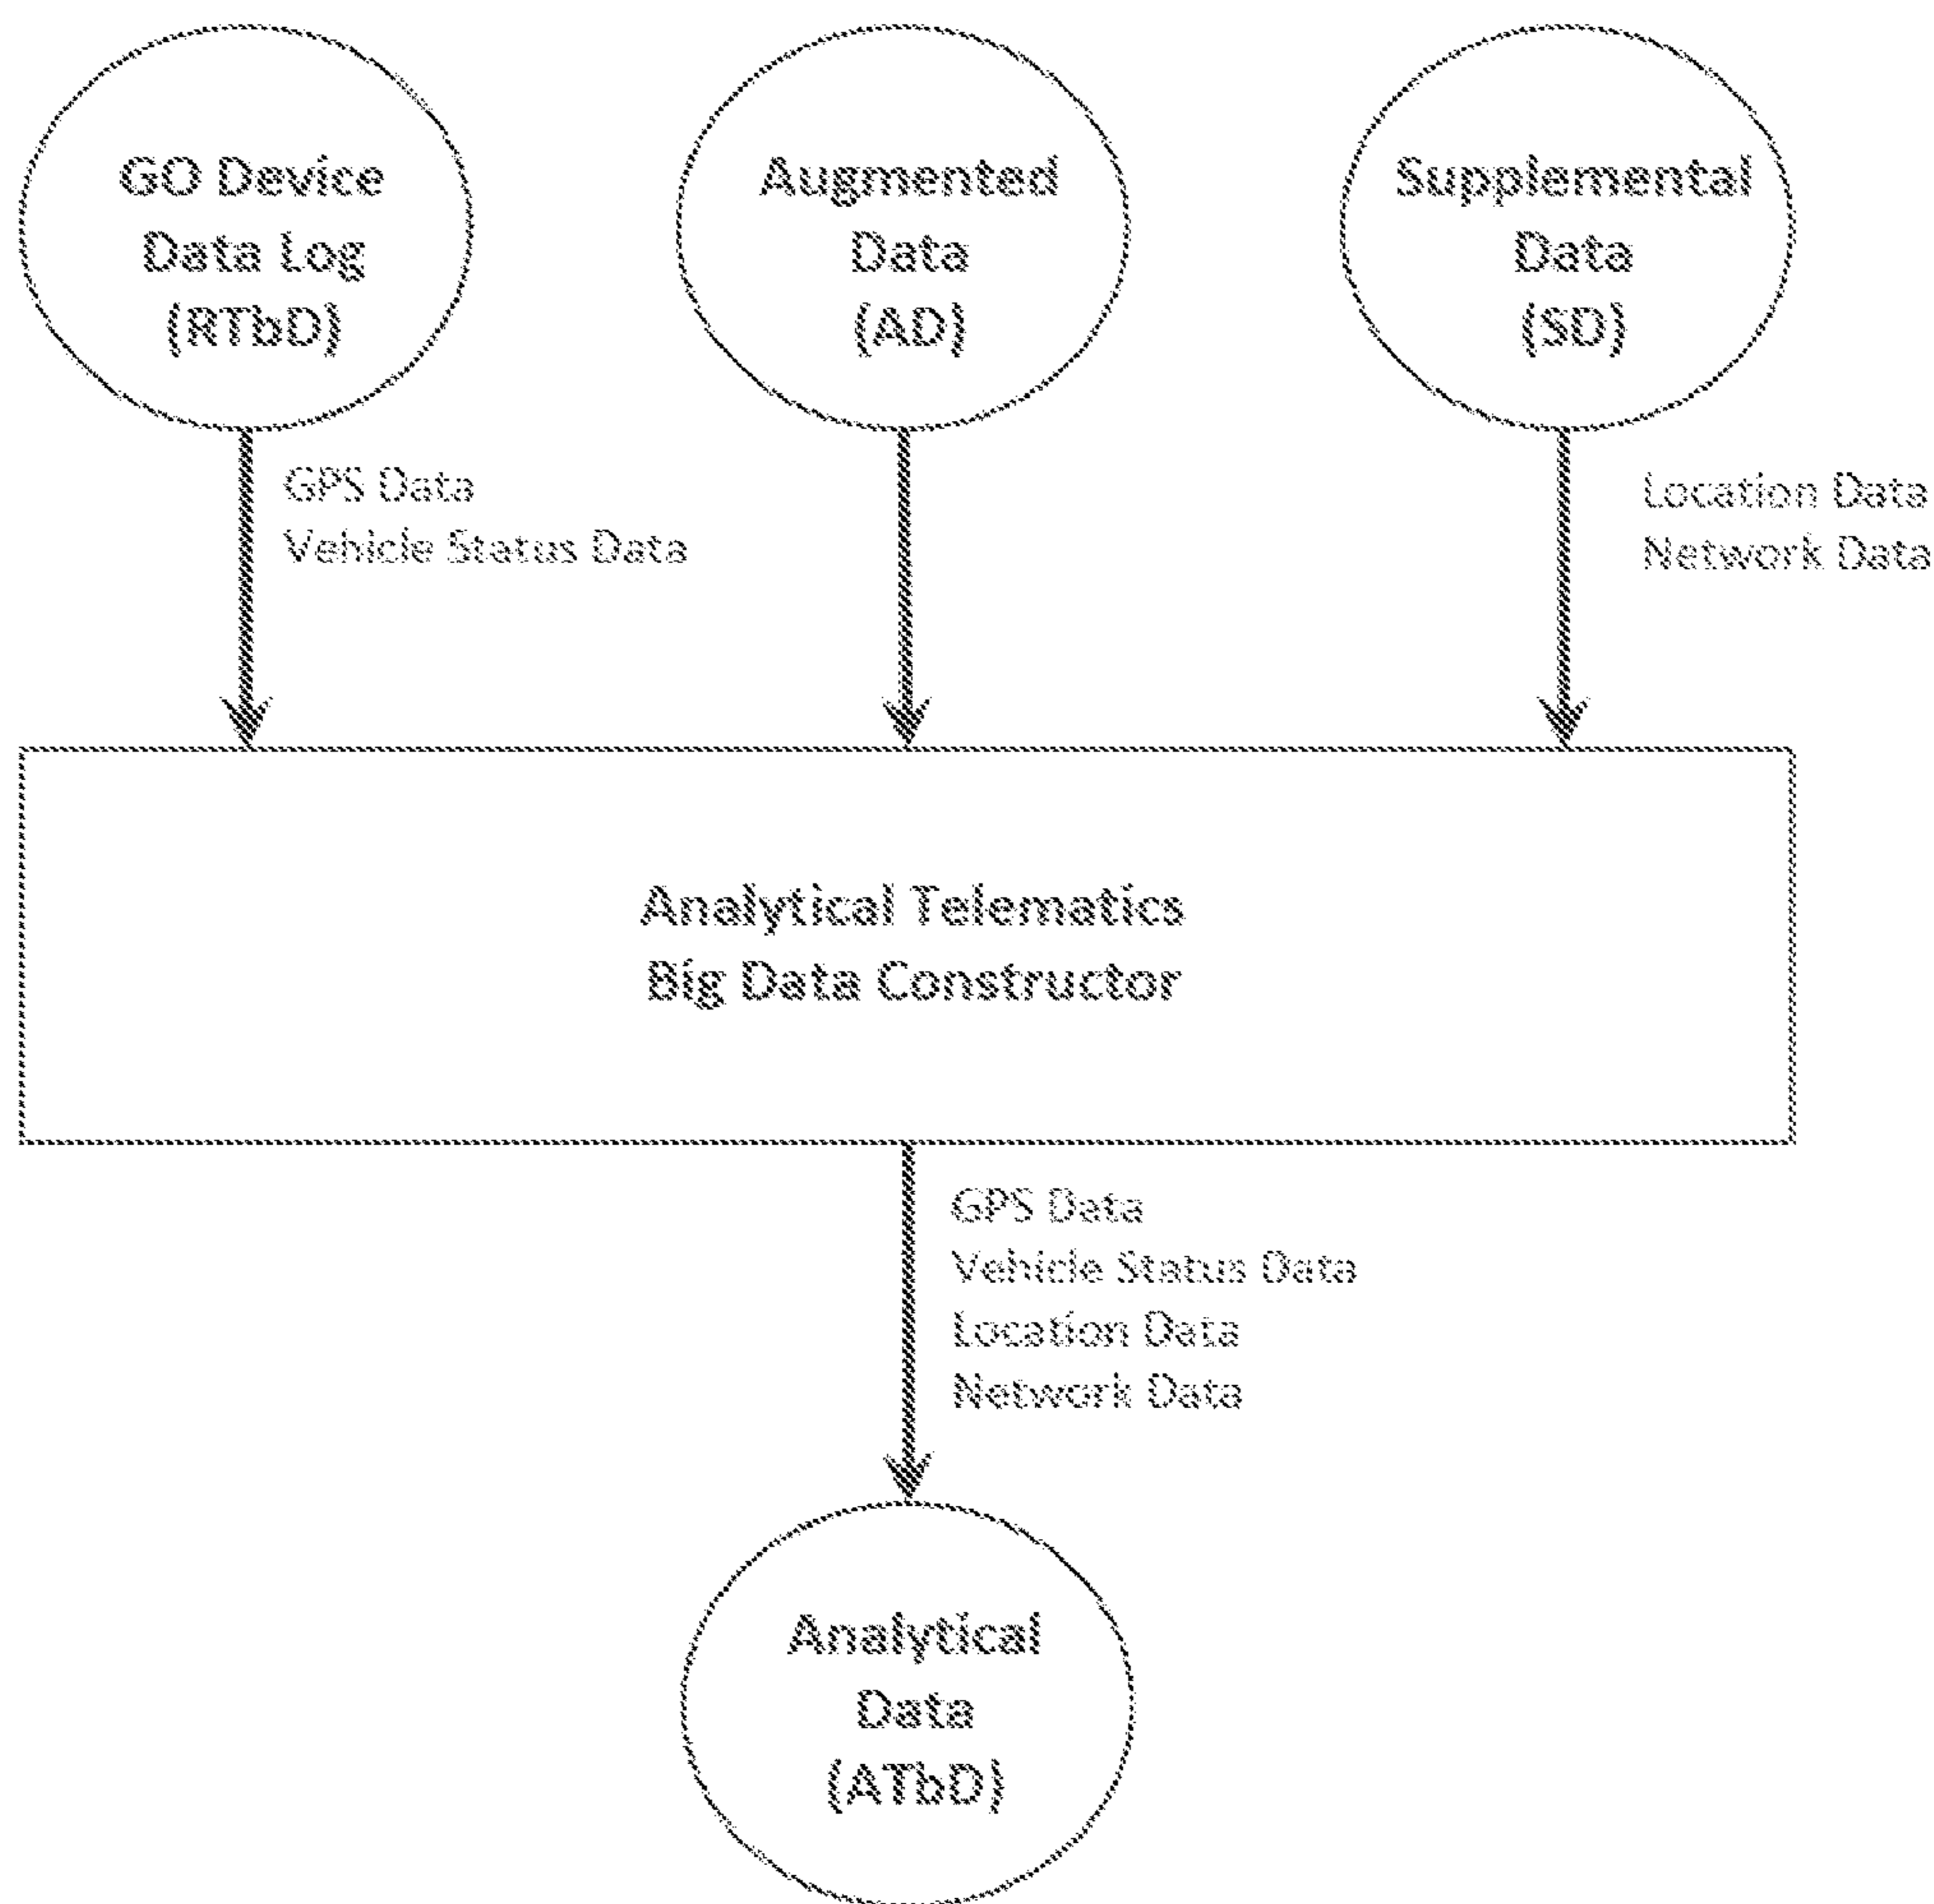 GO Device
Data Log
(RTbD)
Augmented
Data
(AD)
Supplemental
Data
(SD)
GPS Data
Vehicle Status Data
Location Data
Network Data
Analytical Telematics
Big Data Constructor
GPS Data
Vehicle Status Data
Location Data
Network Data
Analytical
Data
(ATbD)